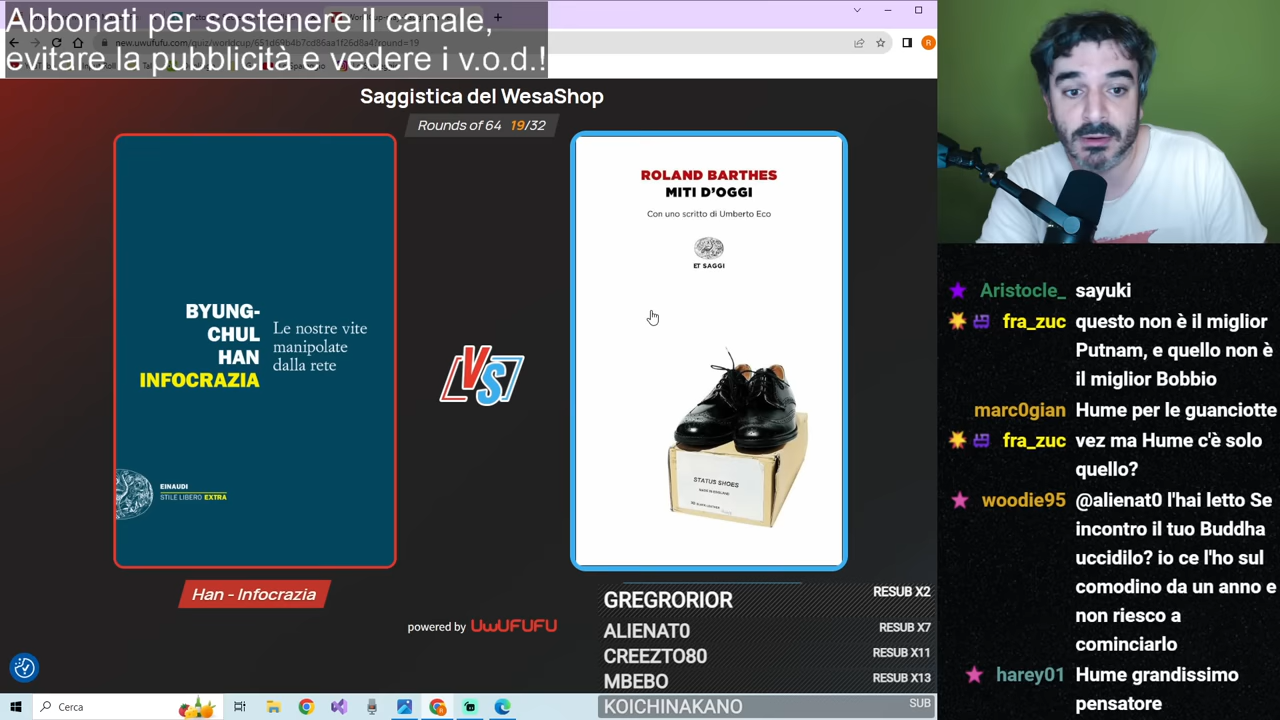 Abbonati per sostenere il canale,
evitare la pubblicità e vedere i v.o.d.!
Saggistica del WesaShop
Rounds of 64 19/32
BYUNG-
CHUL
HAN
INFOCRAZIA
Le nostre vite
manipolate
dalla rete
EINAUDI
STILE LIBERO EXTRA
Han - Infocrazia
VS
ROLAND BARTHES
MITI D'OGGI
Con uno scritto di Umberto Eco
ET SAGGI
STATUS SHOES
MADE IN ENGLAND
powered by UwUFUFU
GREGRORIOR RESUB X2
ALIENAT0 RESUB X7
CREEZTO80 RESUB X11
MBEBO RESUB X13
KOICHINAKANO SUB
Aristocle_ sayuki
fra_zuc questo non è il miglior
Putnam, e quello non è
il miglior Bobbio
marc0gian Hume per le guanciotte
fra_zuc vez ma Hume c'è solo
quello?
woodie95 @alienat0 l'hai letto Se
incontro il tuo Buddha
uccidilo? io ce l'ho sul
comodino da un anno e
non riesco a
cominciarlo
harey01 Hume grandissimo
pensatore
Cerca